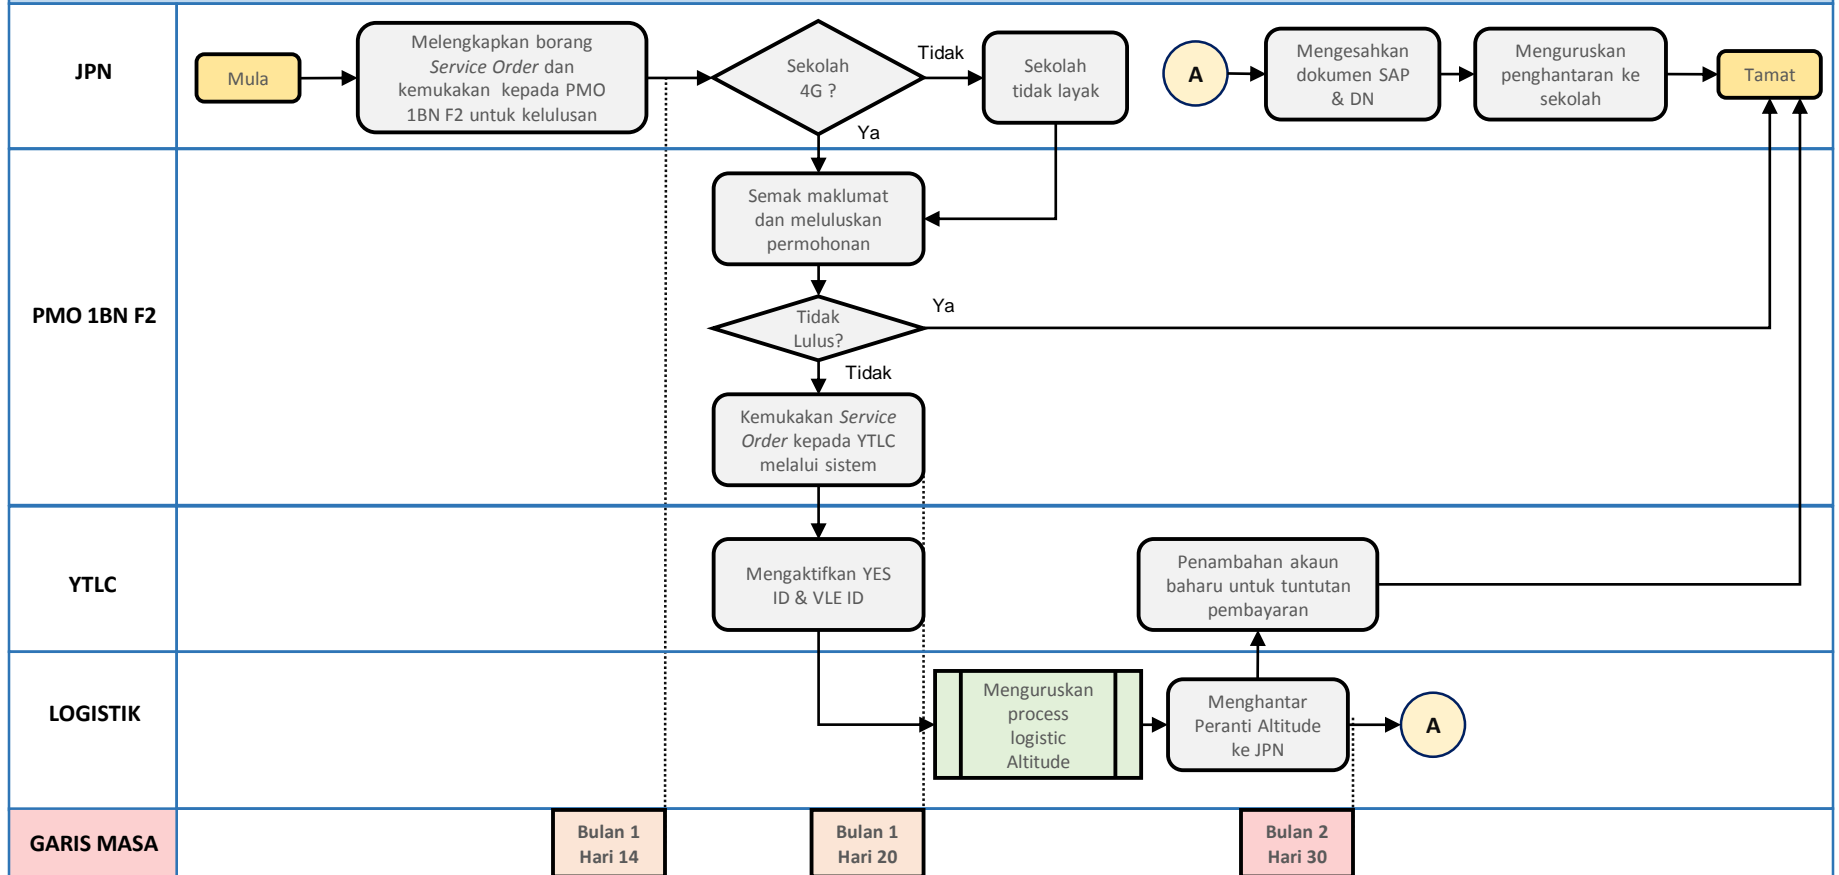 JPN
Mula
Melengkapkan borang
Service Order dan
kemukakan kepada PMO
1BN F2 untuk kelulusan
Sekolah
4G ?
Tidak
Ya
Sekolah
tidak layak
A
Mengesahkan
dokumen SAP
& DN
Menguruskan
penghantaran ke
sekolah
Tamat
PMO 1BN F2
Semak maklumat
dan meluluskan
permohonan
Tidak
Lulus?
Ya
Tidak
Kemukakan Service
Order kepada YTLC
melalui sistem
YTLC
Mengaktifkan YES
ID & VLE ID
Penambahan akaun
baharu untuk tuntutan
pembayaran
LOGISTIK
Menguruskan
process
logistic
Altitude
Menghantar
Peranti Altitude
ke JPN
A
GARIS MASA
Bulan 1
Hari 14
Bulan 1
Hari 20
Bulan 2
Hari 30